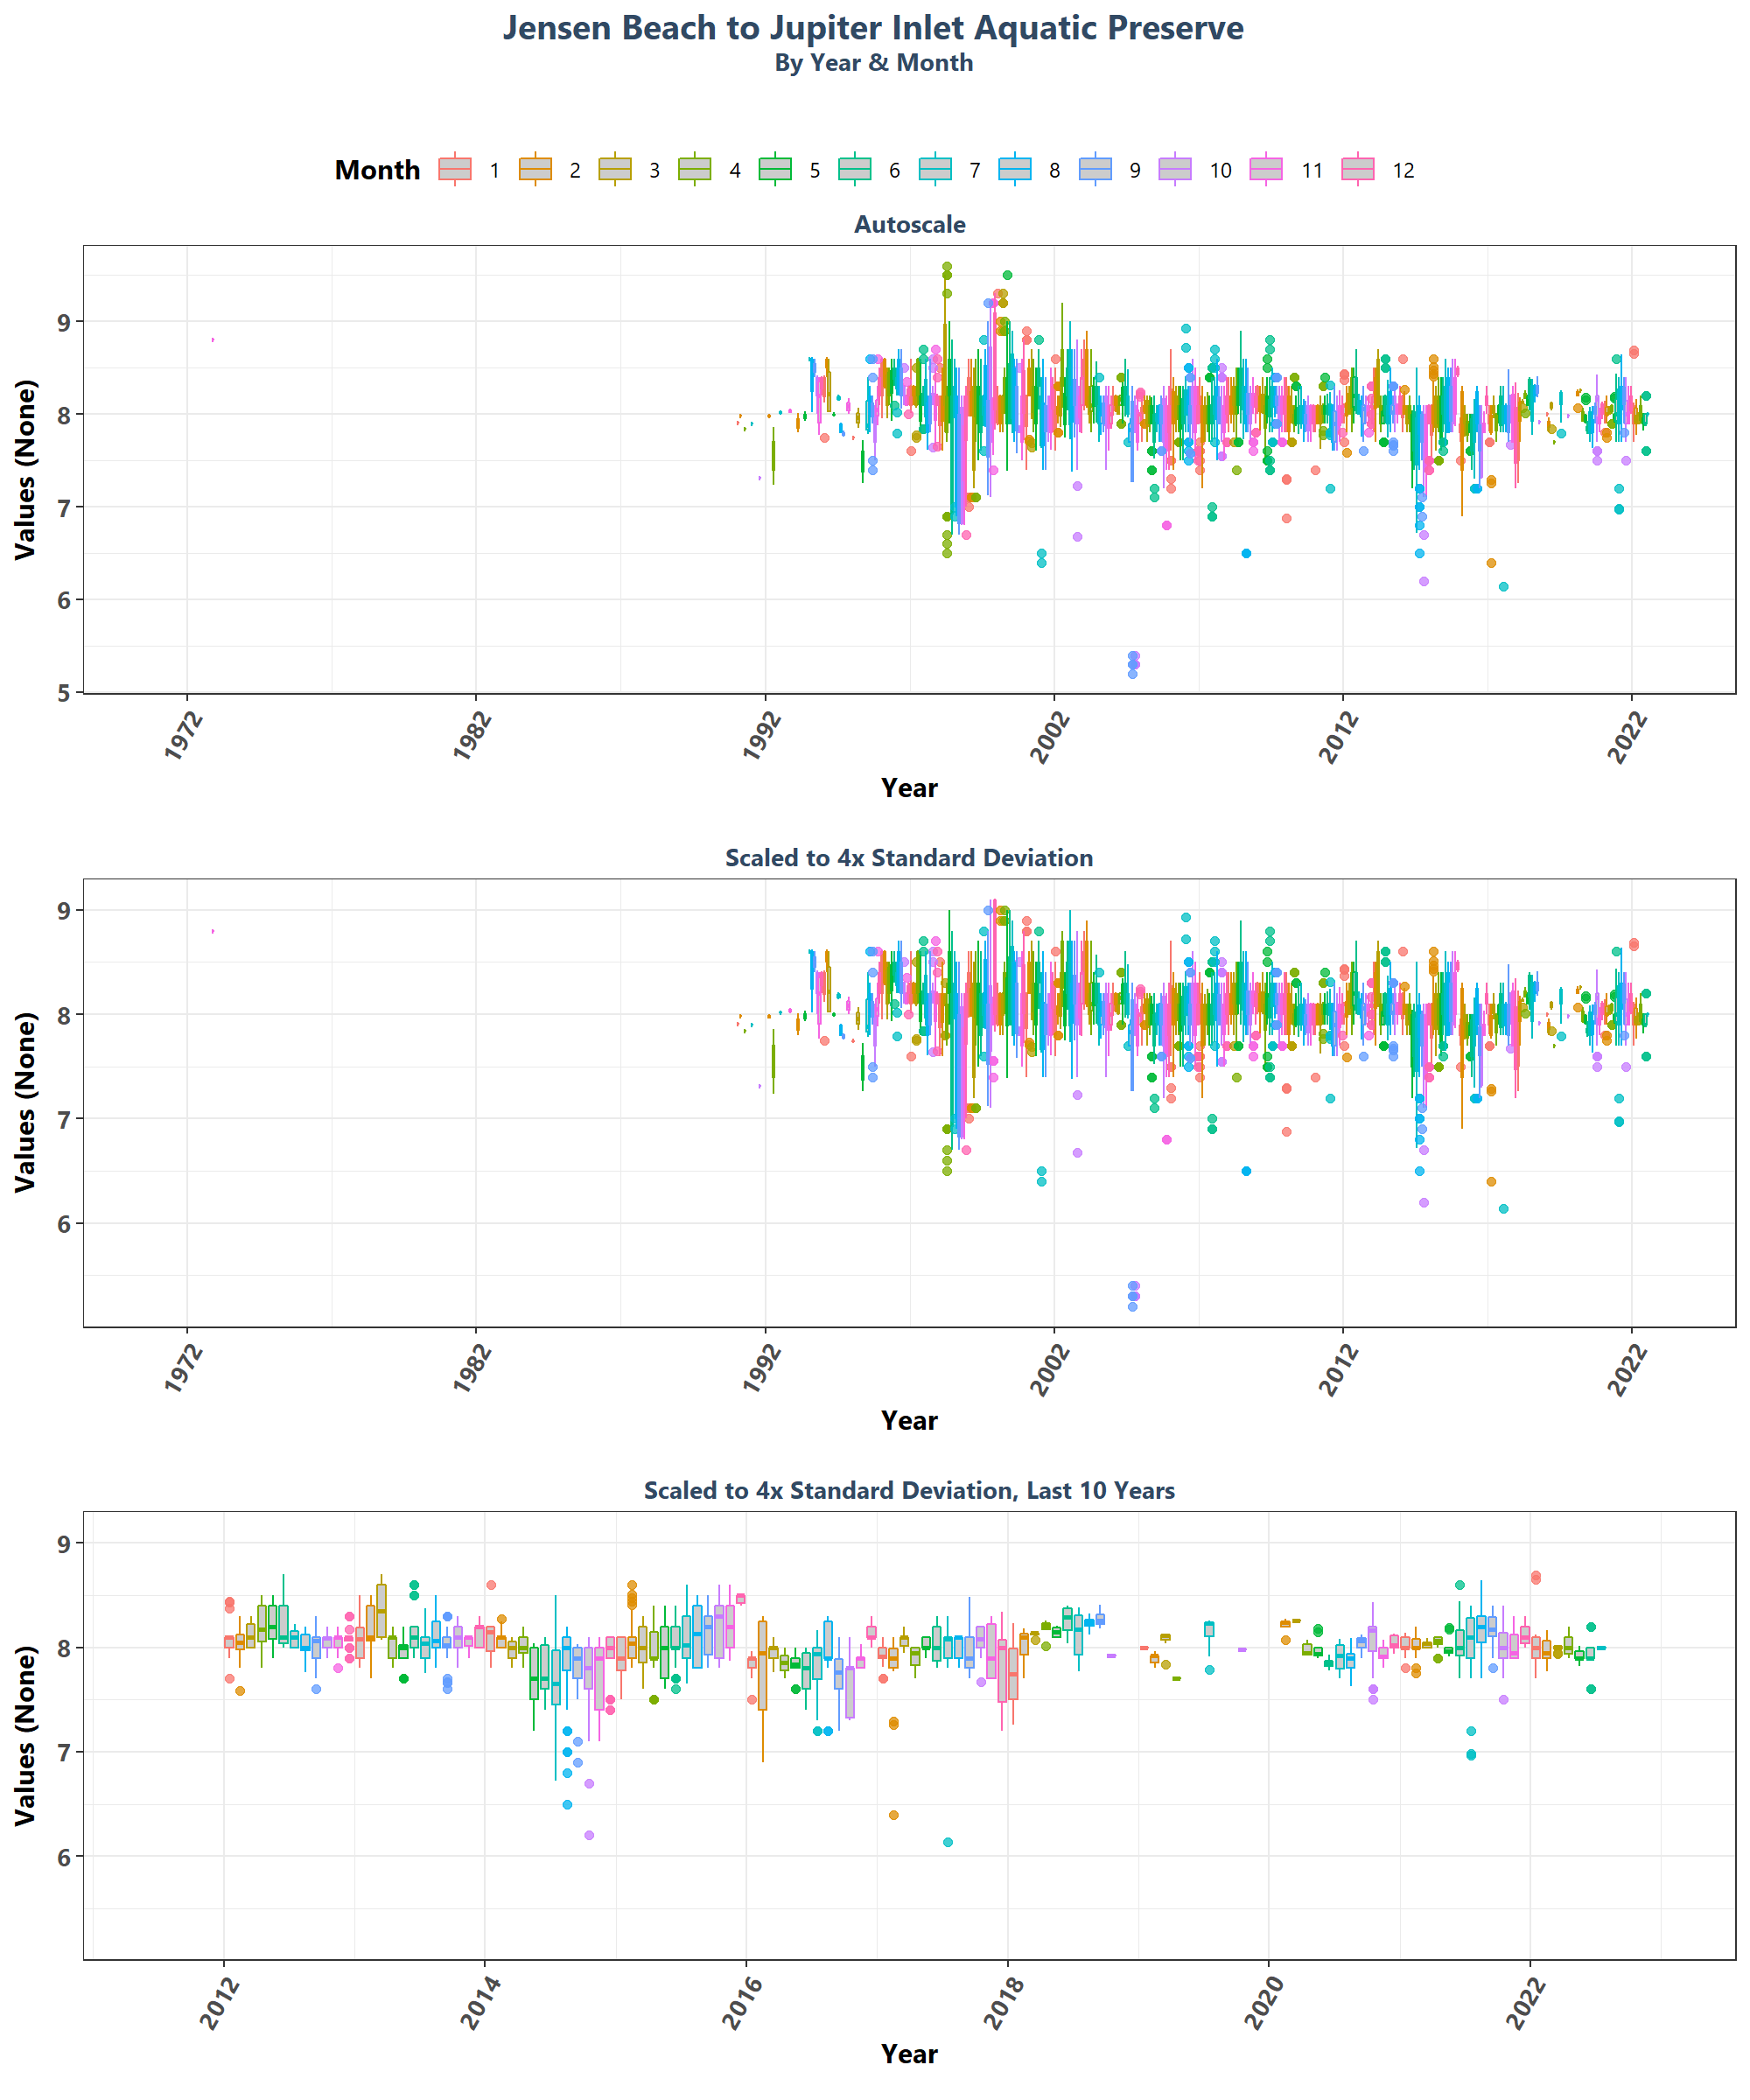 Jensen Beach to Jupiter Inlet Aquatic Preserve
By Year & Month
Month 1 2 3 4 5 6 7 8 9 10 11 12
Autoscale
Values (None)
9
8
7
6
5
1972 1982 1992 2002 2012 2022
Year
Scaled to 4x Standard Deviation
Values (None)
9
8
7
6
1972 1982 1992 2002 2012 2022
Year
Scaled to 4x Standard Deviation, Last 10 Years
Values (None)
9
8
7
6
2012 2014 2016 2018 2020 2022
Year